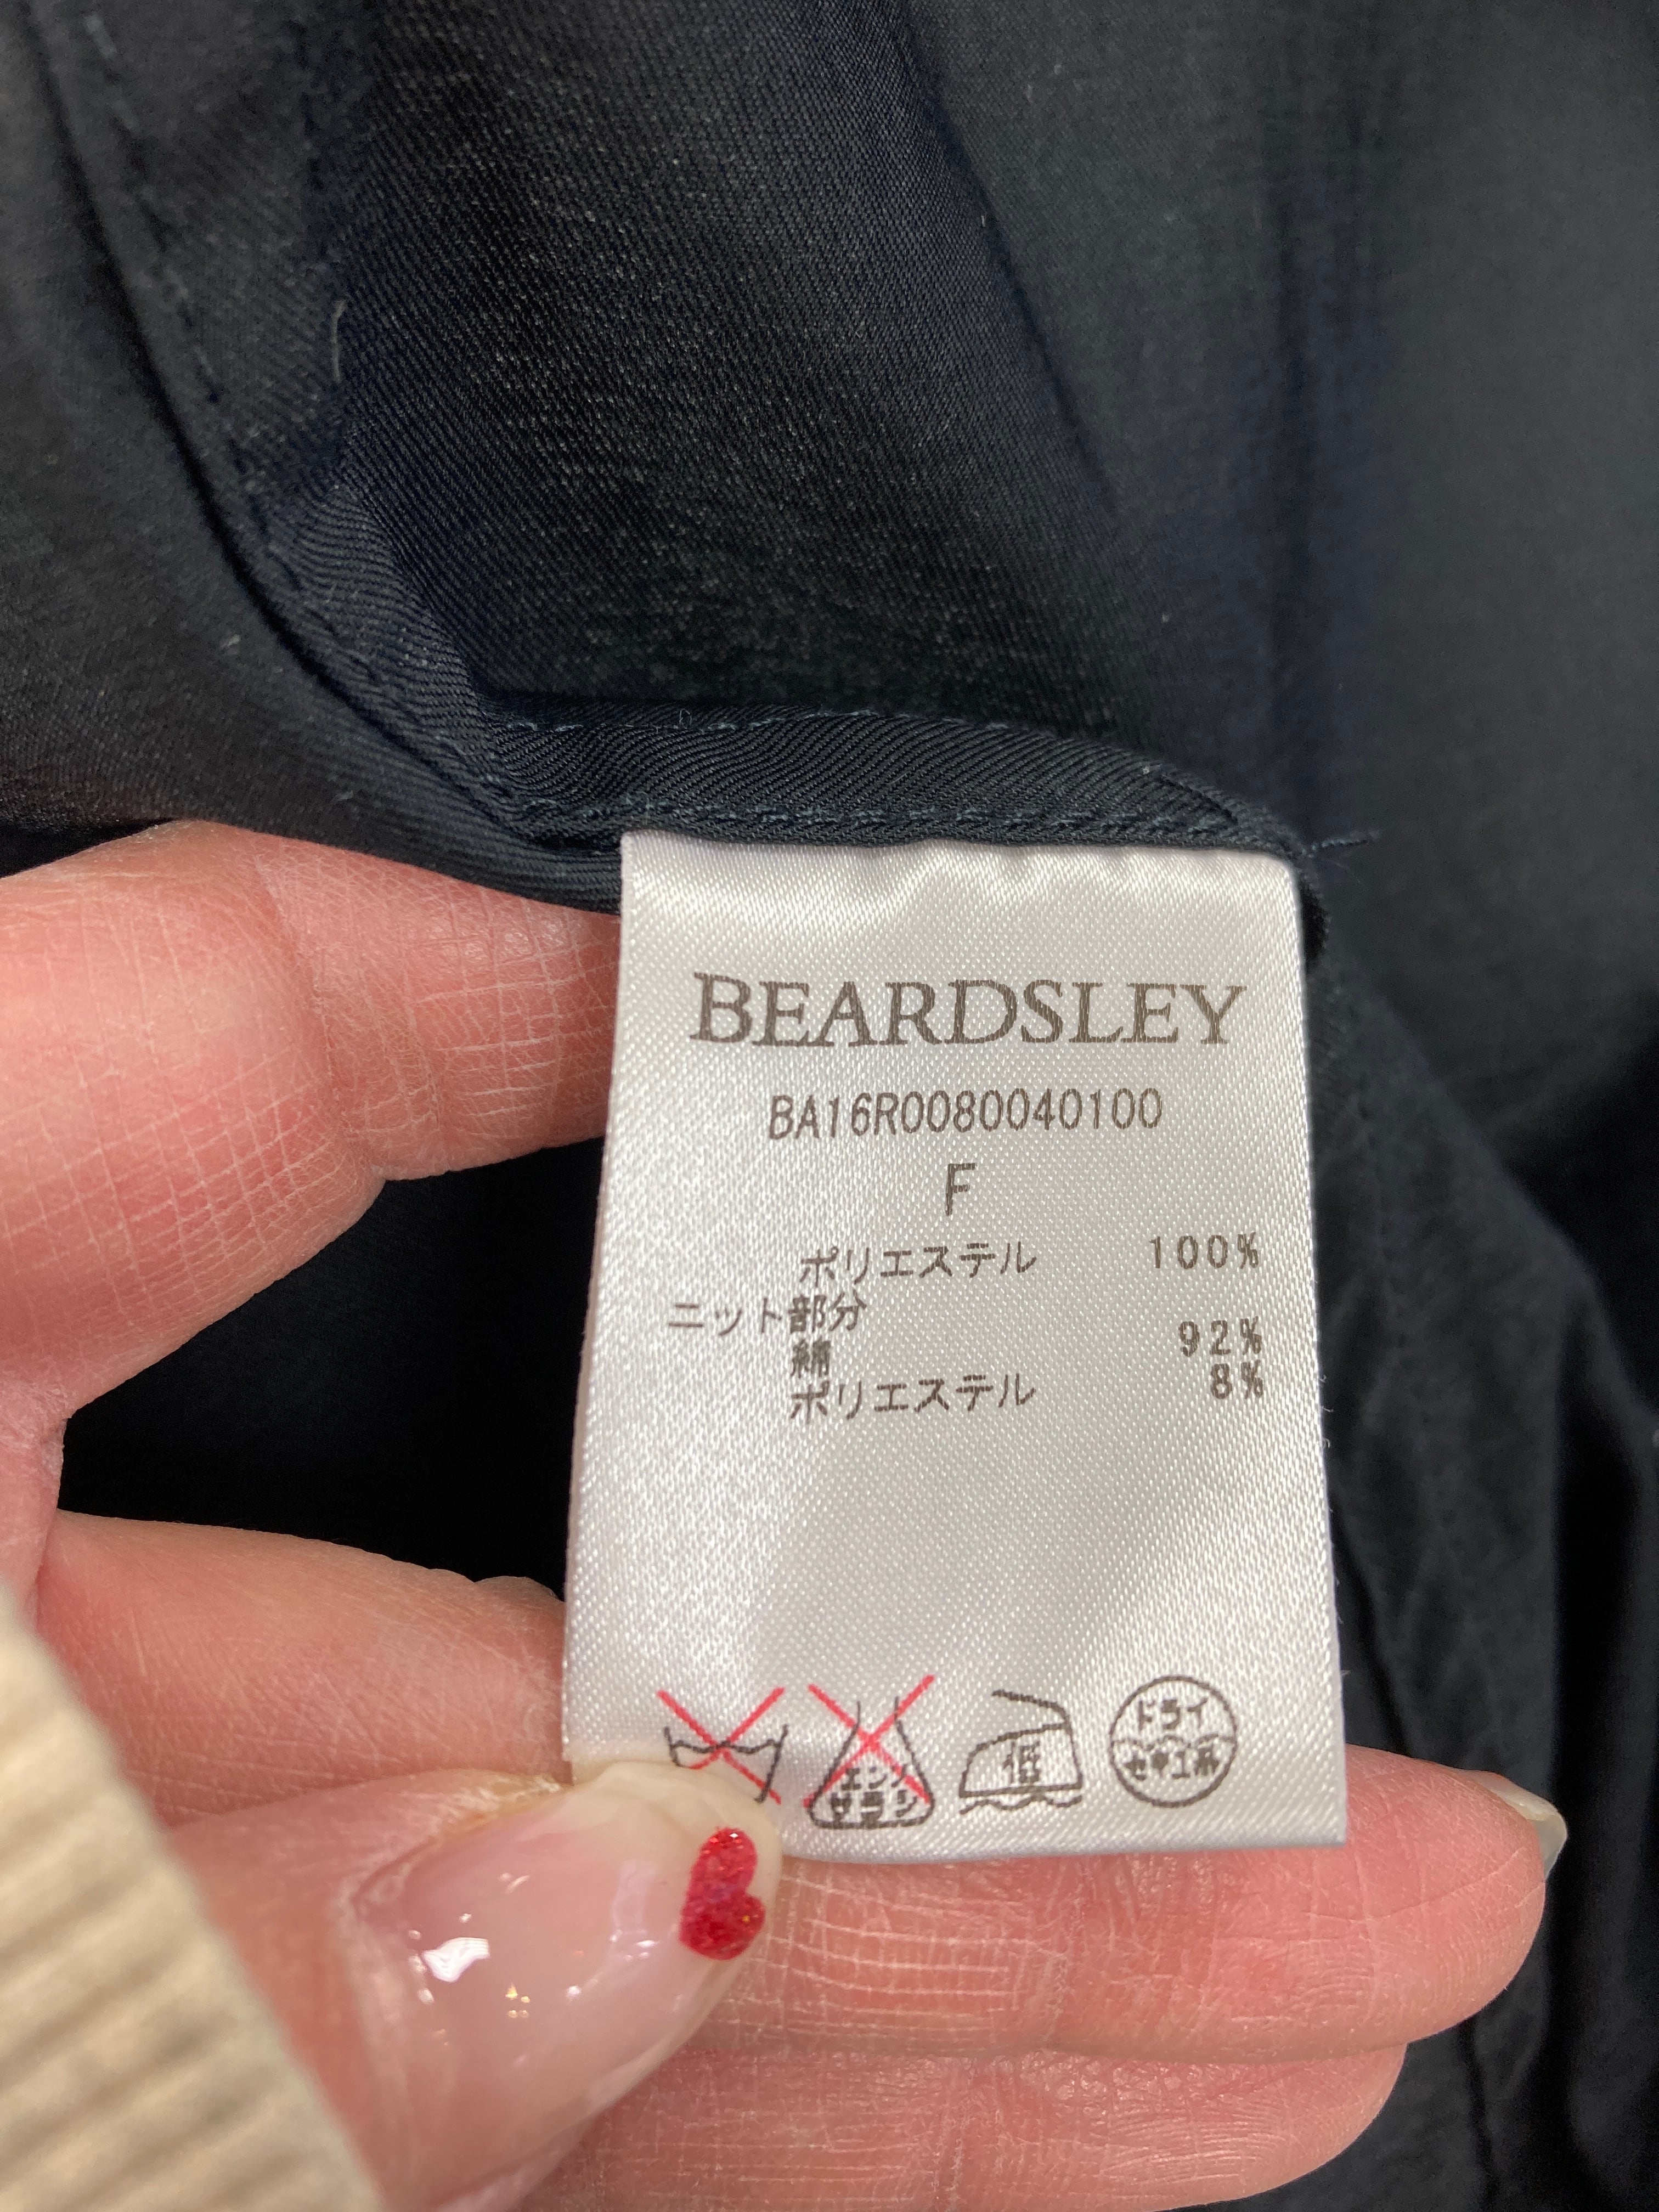 BEARDSLEY
BA16R0080040100
F
ポリエステル 100%
ニット部分
綿 92%
ポリエステル 8%
エンソ
サラシ
低
ドライ
セキユ系